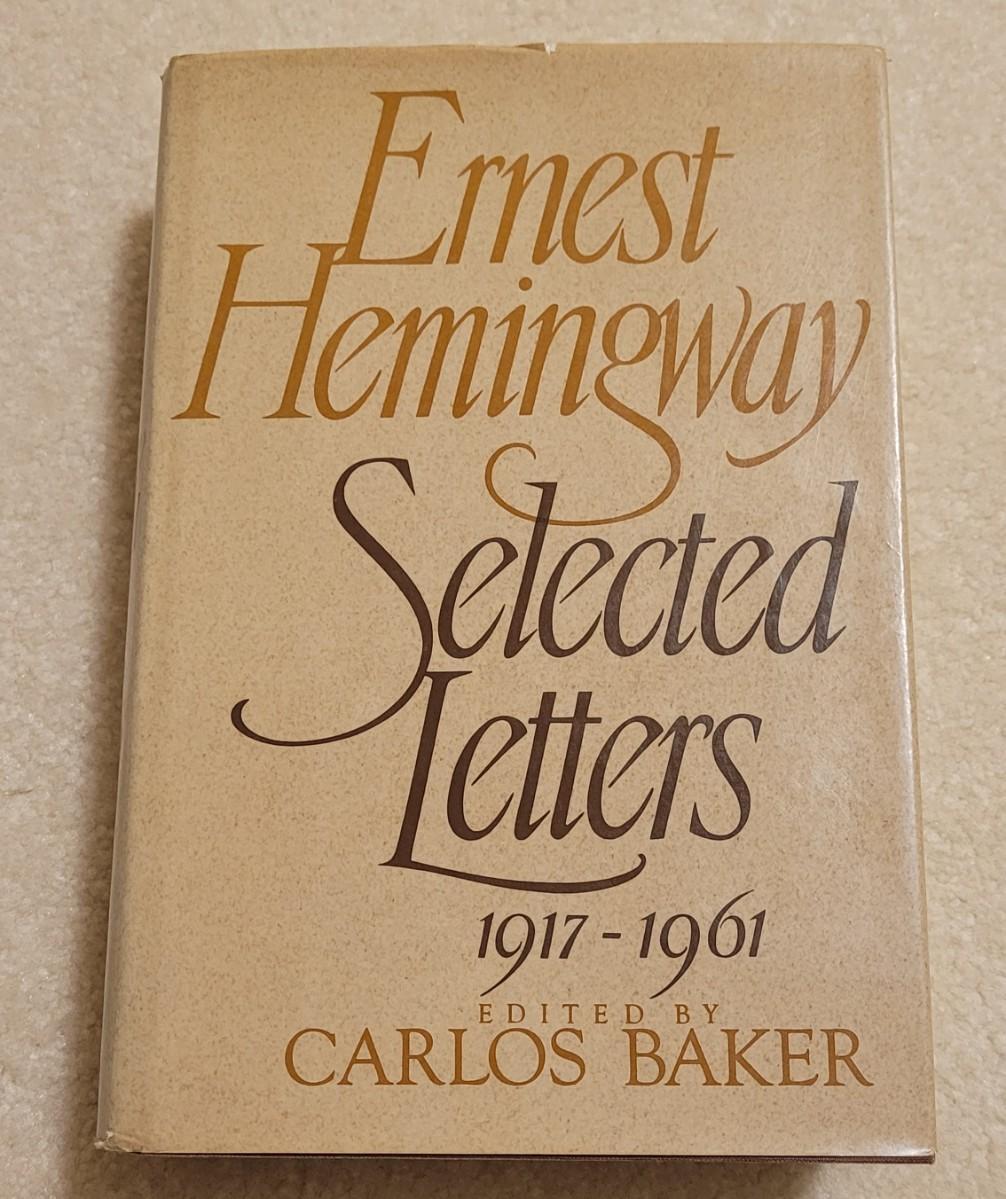 Ernest
Hemingway
Selected
Letters
1917 - 1961
EDITED BY
CARLOS BAKER